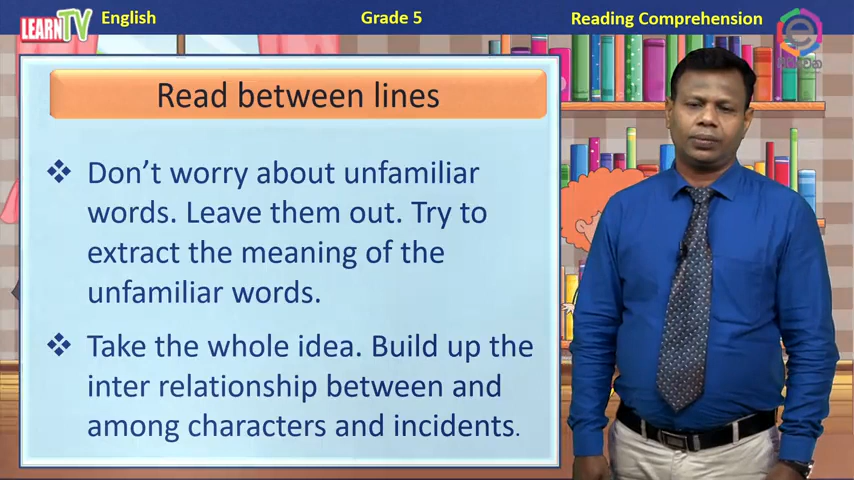 LEARN TV English Grade 5 Reading Comprehension
e
Read between lines
❖ Don’t worry about unfamiliar
words. Leave them out. Try to
extract the meaning of the
unfamiliar words.
❖ Take the whole idea. Build up the
inter relationship between and
among characters and incidents.